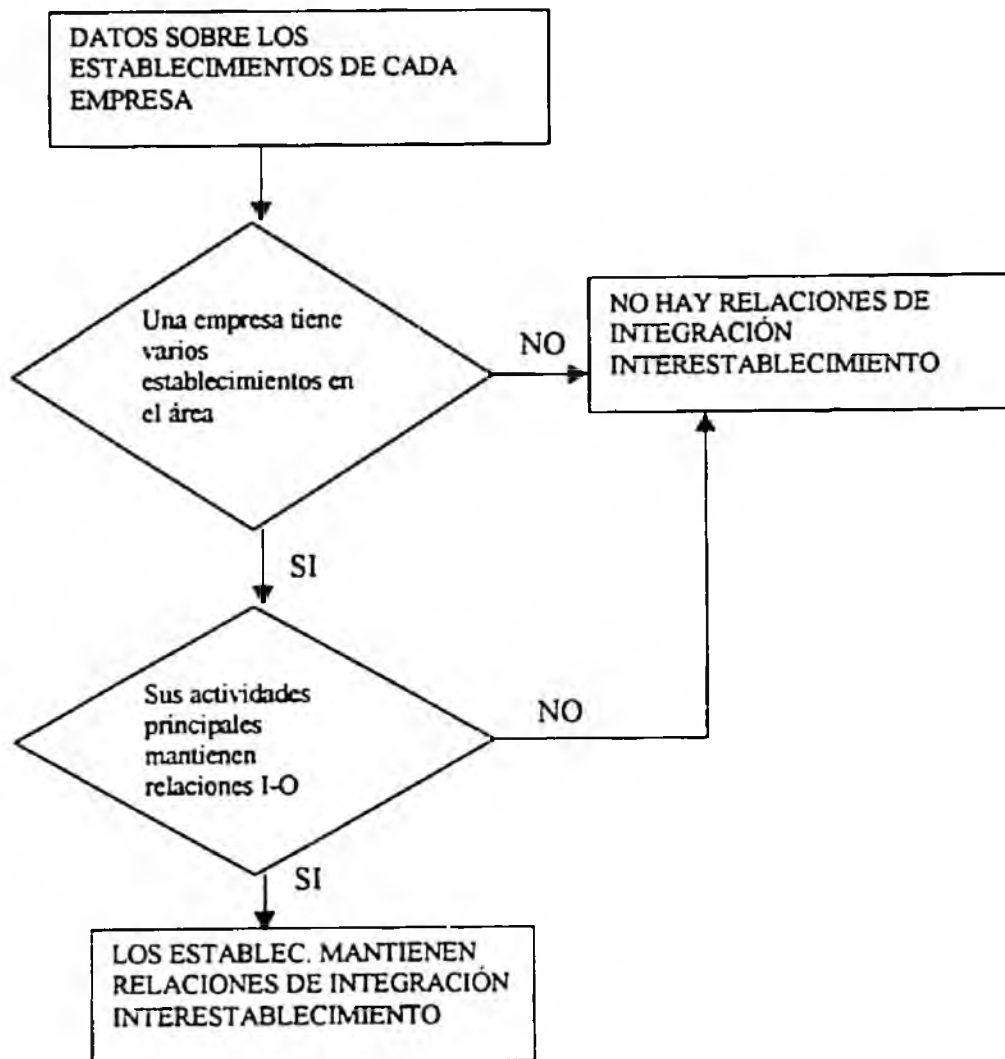 DATOS SOBRE LOS
ESTABLECIMIENTOS DE CADA
EMPRESA
Una empresa tiene
varios
establecimientos en
el área
NO
NO HAY RELACIONES DE
INTEGRACIÓN
INTERESTABLECIMIENTO
SI
Sus actividades
principales
mantienen
relaciones I-O
NO
SI
LOS ESTABLEC. MANTIENEN
RELACIONES DE INTEGRACIÓN
INTERESTABLECIMIENTO